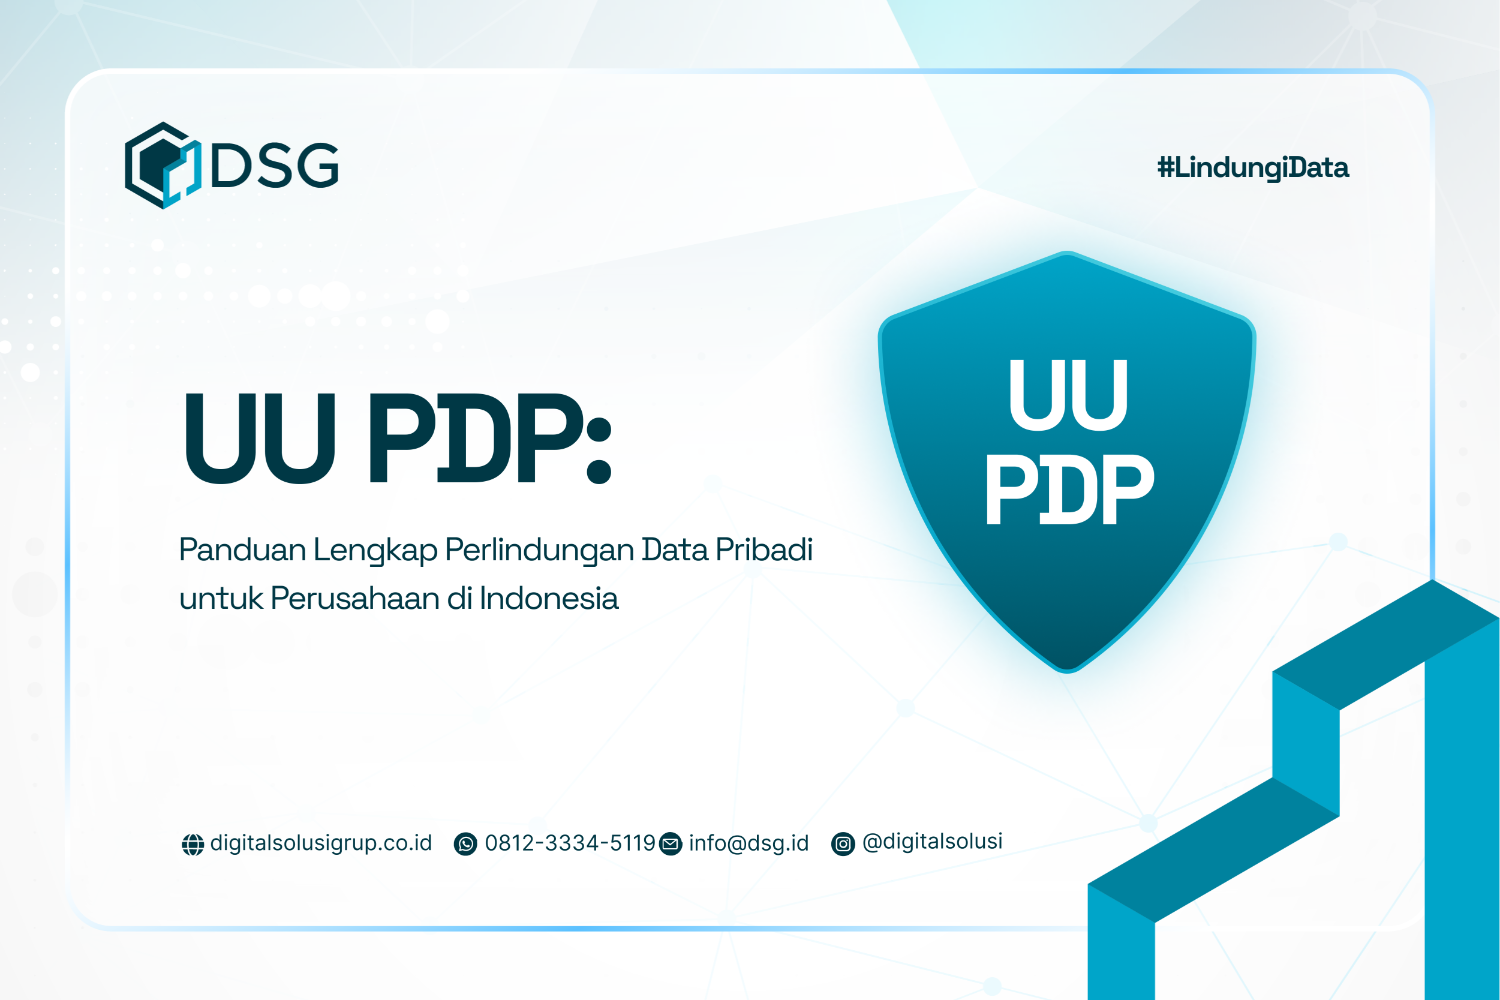 DSG
#LindungiData
UU PDP:
Panduan Lengkap Perlindungan Data Pribadi
untuk Perusahaan di Indonesia
UU
PDP
digitalsolusigrup.co.id 0812-3334-5119 info@dsg.id @digitalsolusi